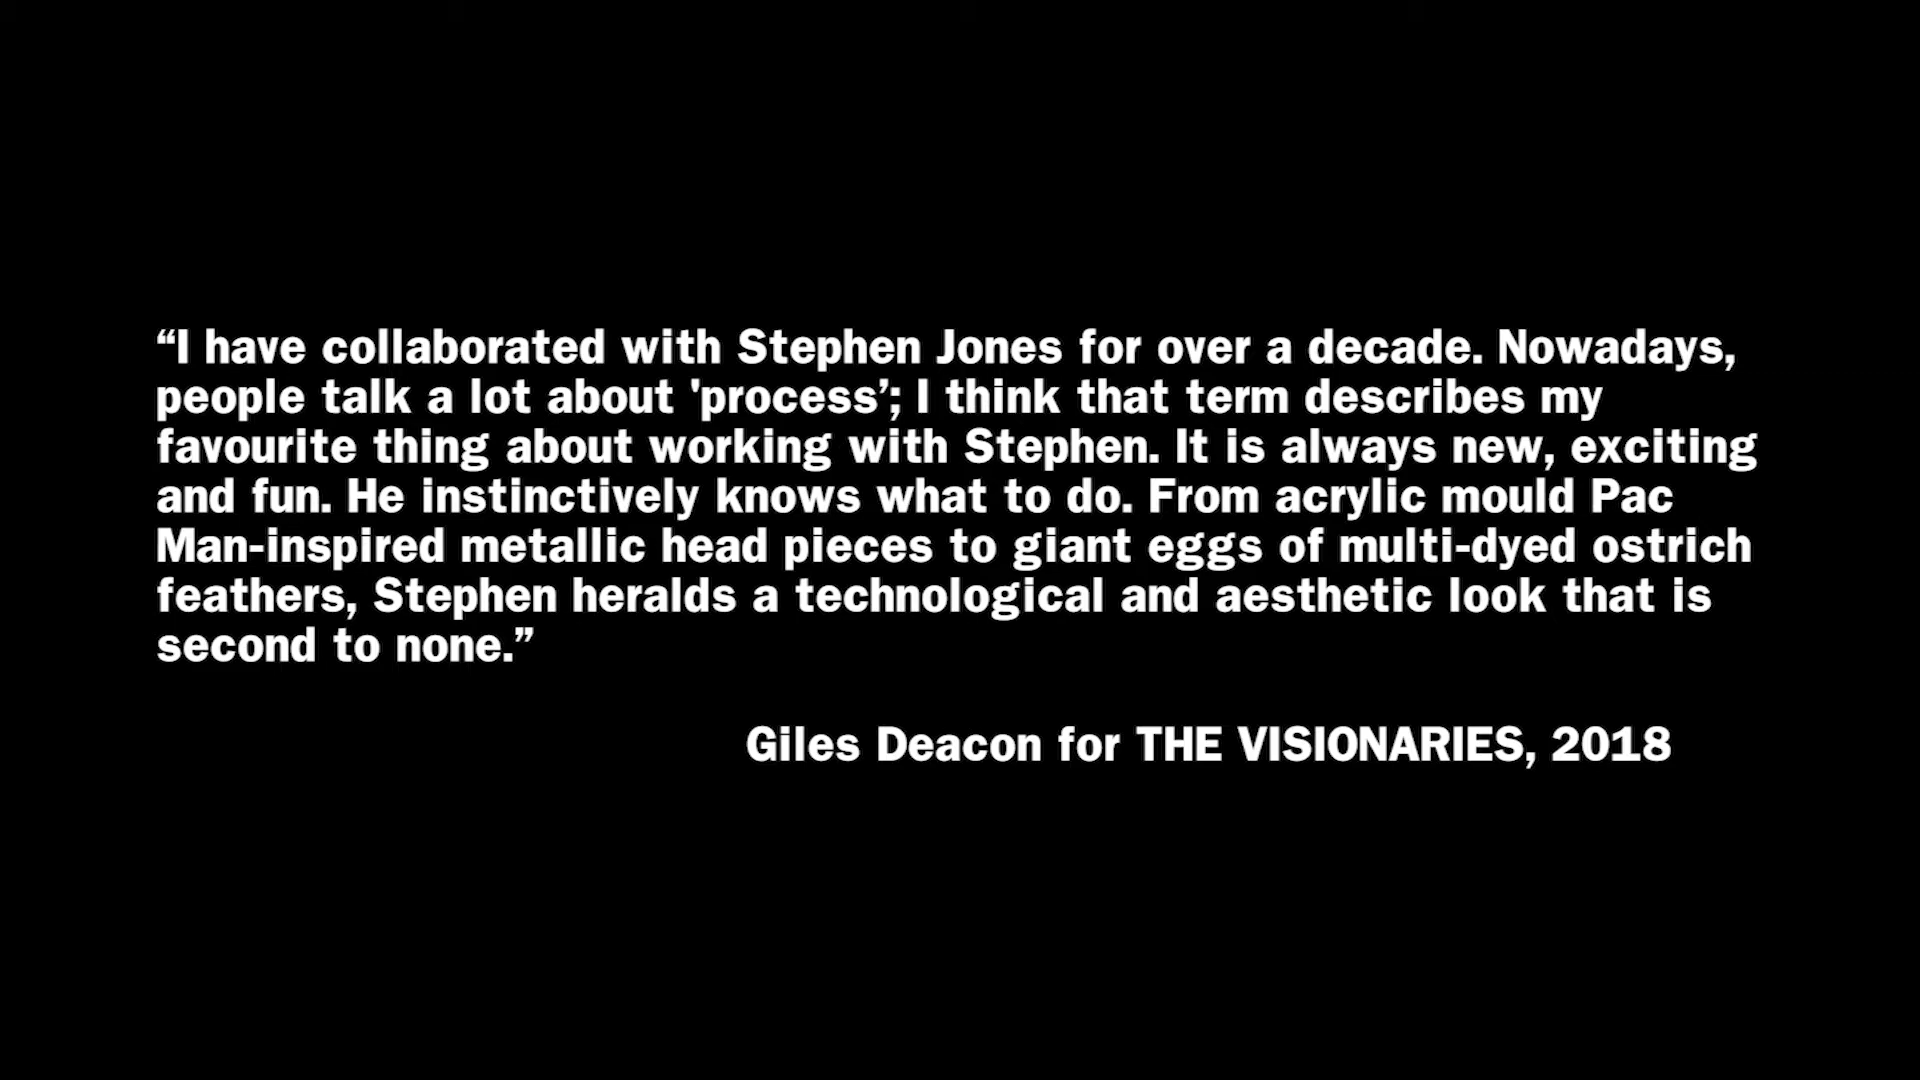 “I have collaborated with Stephen Jones for over a decade. Nowadays,
people talk a lot about 'process’; I think that term describes my
favourite thing about working with Stephen. It is always new, exciting
and fun. He instinctively knows what to do. From acrylic mould Pac
Man-inspired metallic head pieces to giant eggs of multi-dyed ostrich
feathers, Stephen heralds a technological and aesthetic look that is
second to none.”
Giles Deacon for THE VISIONARIES, 2018